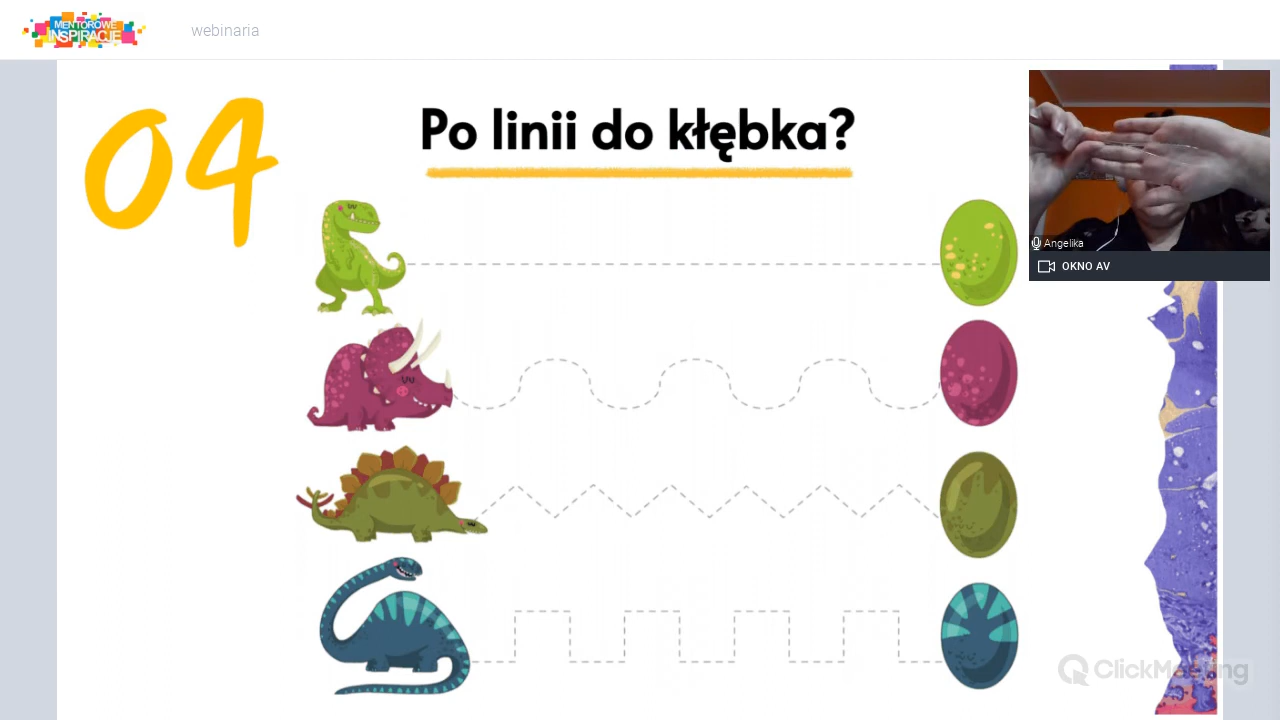 MENTOROWE
INSPIRACJE
webinaria
04
Po linii do kłębka?
Angelika
OKNO AV
ClickMeeting